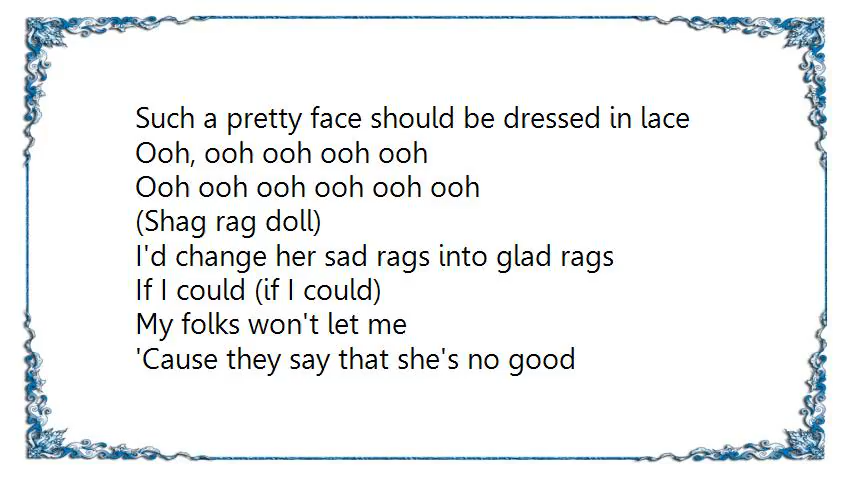 Such a pretty face should be dressed in lace
Ooh, ooh ooh ooh ooh
Ooh ooh ooh ooh ooh ooh
(Shag rag doll)
I'd change her sad rags into glad rags
If I could (if I could)
My folks won't let me
'Cause they say that she's no good